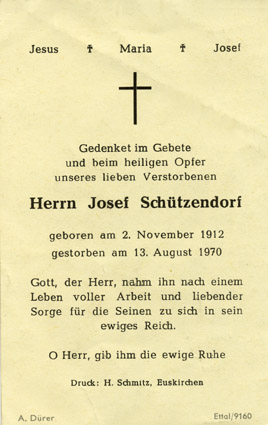 Jesus ✝ Maria ✝ Josef
Gedenket im Gebete
und beim heiligen Opfer
unseres lieben Verstorbenen
Herrn Josef Schützendorf
geboren am 2. November 1912
gestorben am 13. August 1970
Gott, der Herr, nahm ihn nach einem
Leben voller Arbeit und liebender
Sorge für die Seinen zu sich in sein
ewiges Reich.
O Herr, gib ihm die ewige Ruhe
Druck: H. Schmitz, Euskirchen
A. Dürer Ettal/9160